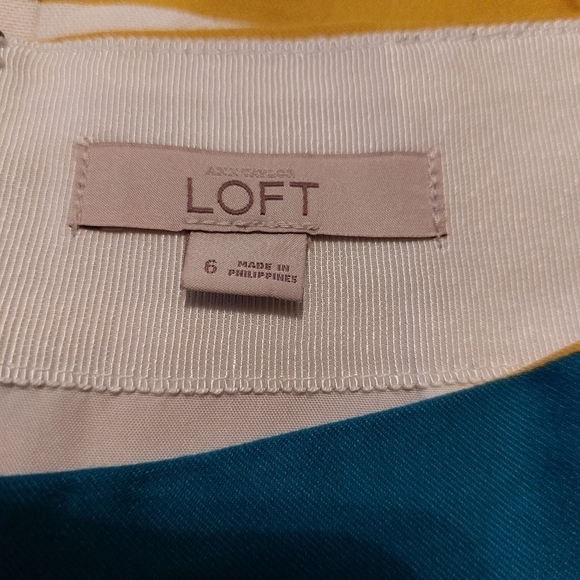 ANN TAYLOR
LOFT
6
MADE IN
PHILIPPINES